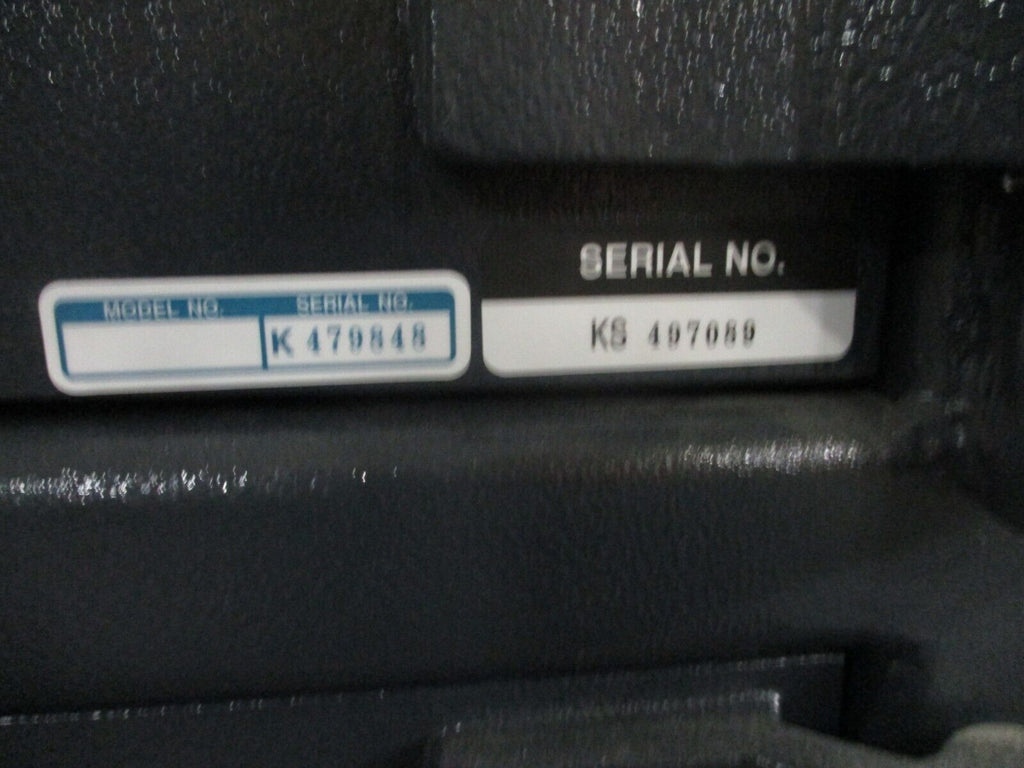 MODEL NO. SERIAL NO.
K 479848
SERIAL NO.
KS 497089